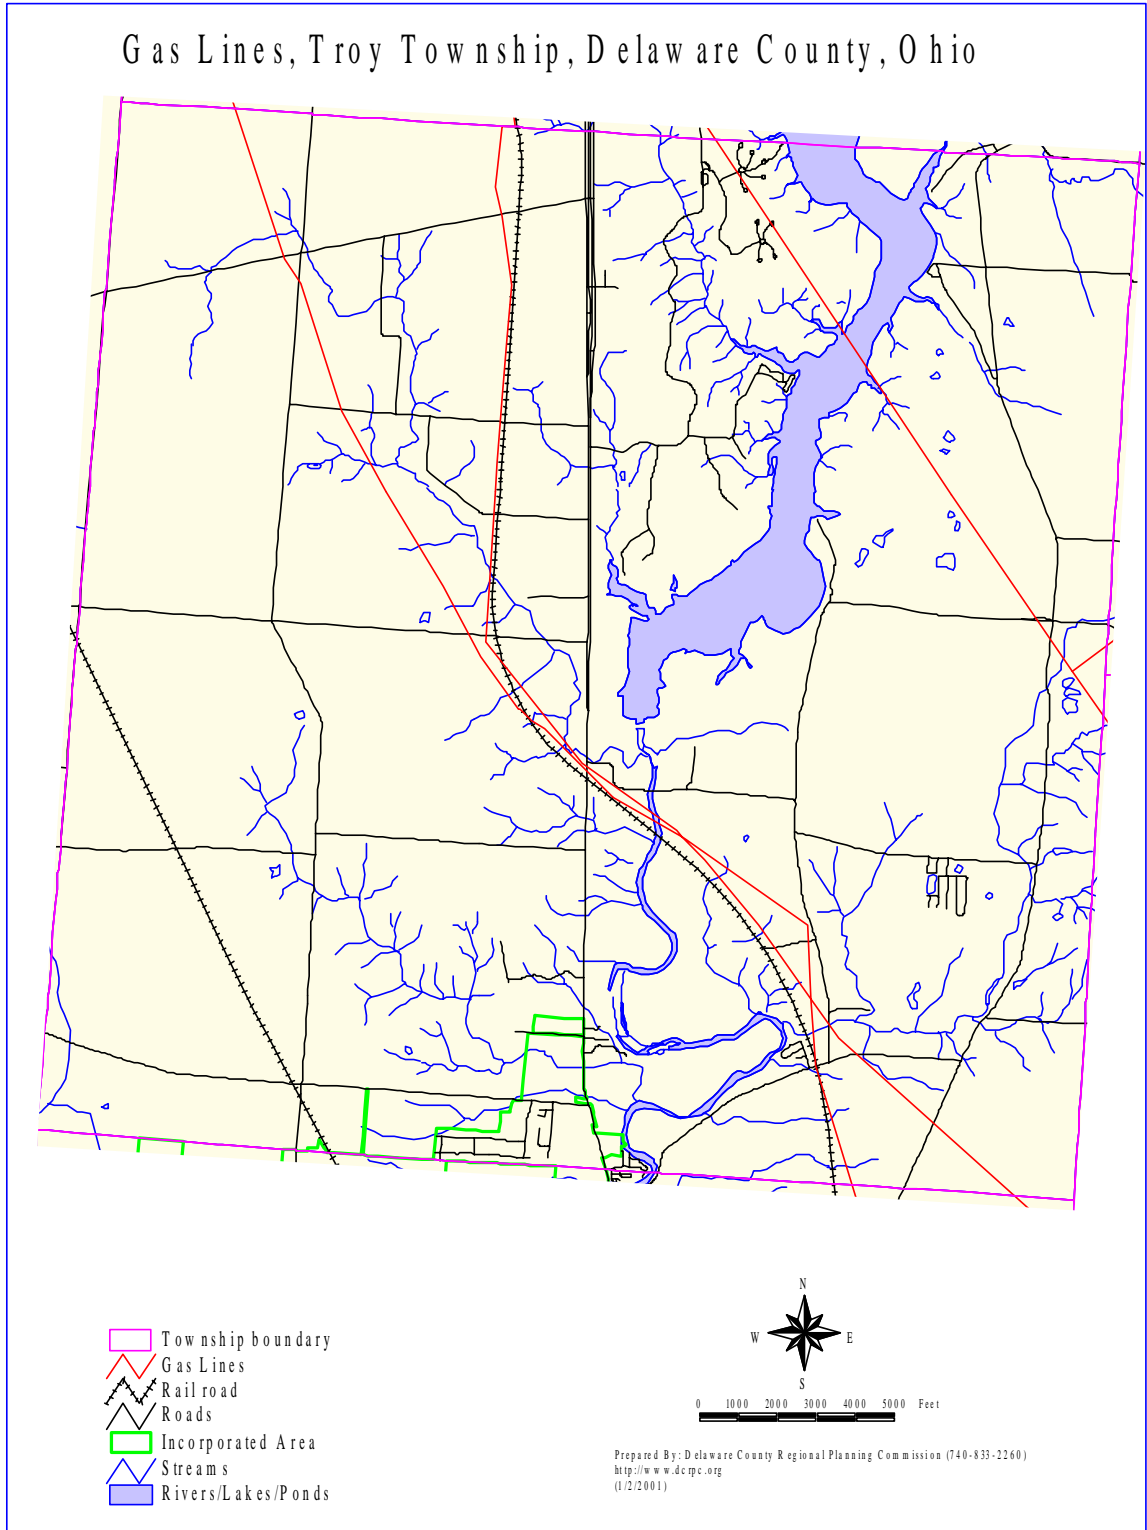 Gas Lines, Troy Township, Delaware County, Ohio
N
W E
S
0 1000 2000 3000 4000 5000 Feet
Township boundary
Gas Lines
Railroad
Roads
Incorporated Area
Streams
Rivers/Lakes/Ponds
Prepared By: Delaware County Regional Planning Commission (740-833-2260)
http://www.dcrpc.org
(1/2/2001)